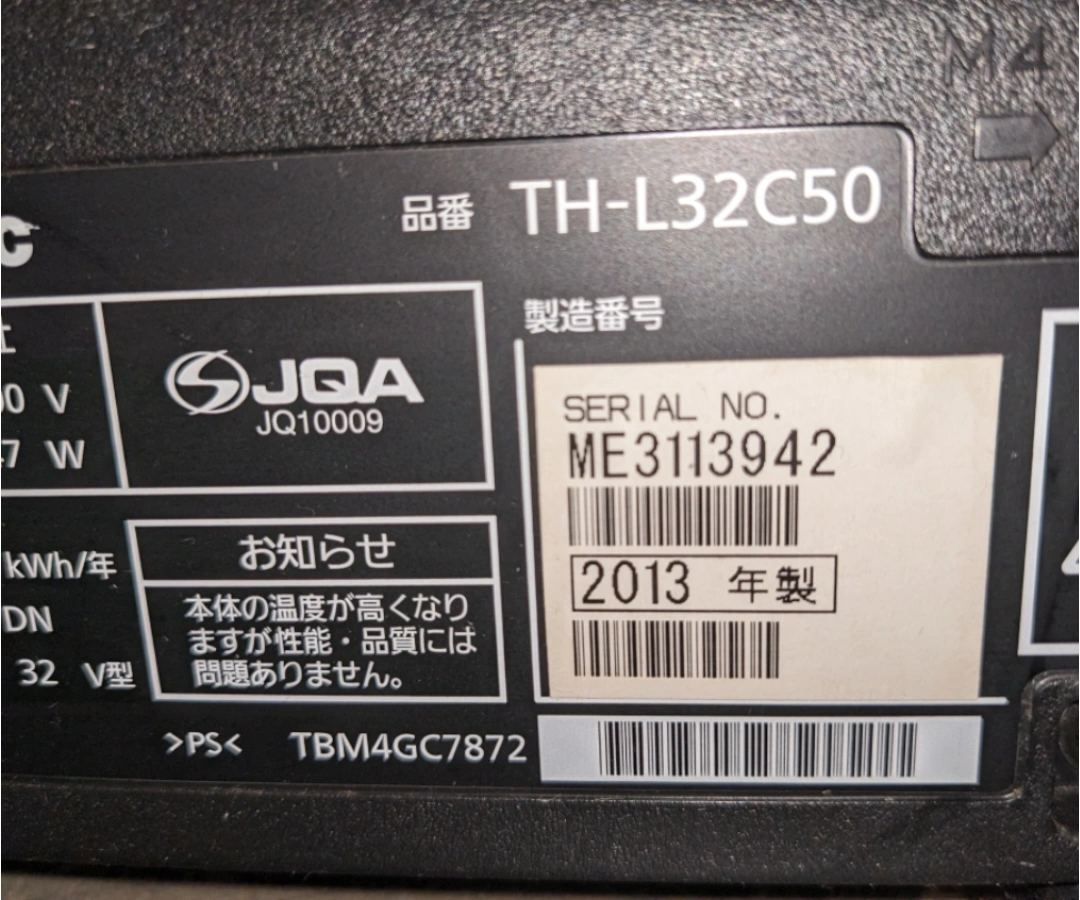 M4
品番 TH-L32C50
C
製造番号
JQA
JQ10009
0 V
7 W
SERIAL NO.
ME3113942
2013 年製
kWh/年
DN
32 V型
お知らせ
本体の温度が高くなり
ますが性能・品質には
問題ありません。
>PS< TBM4GC7872